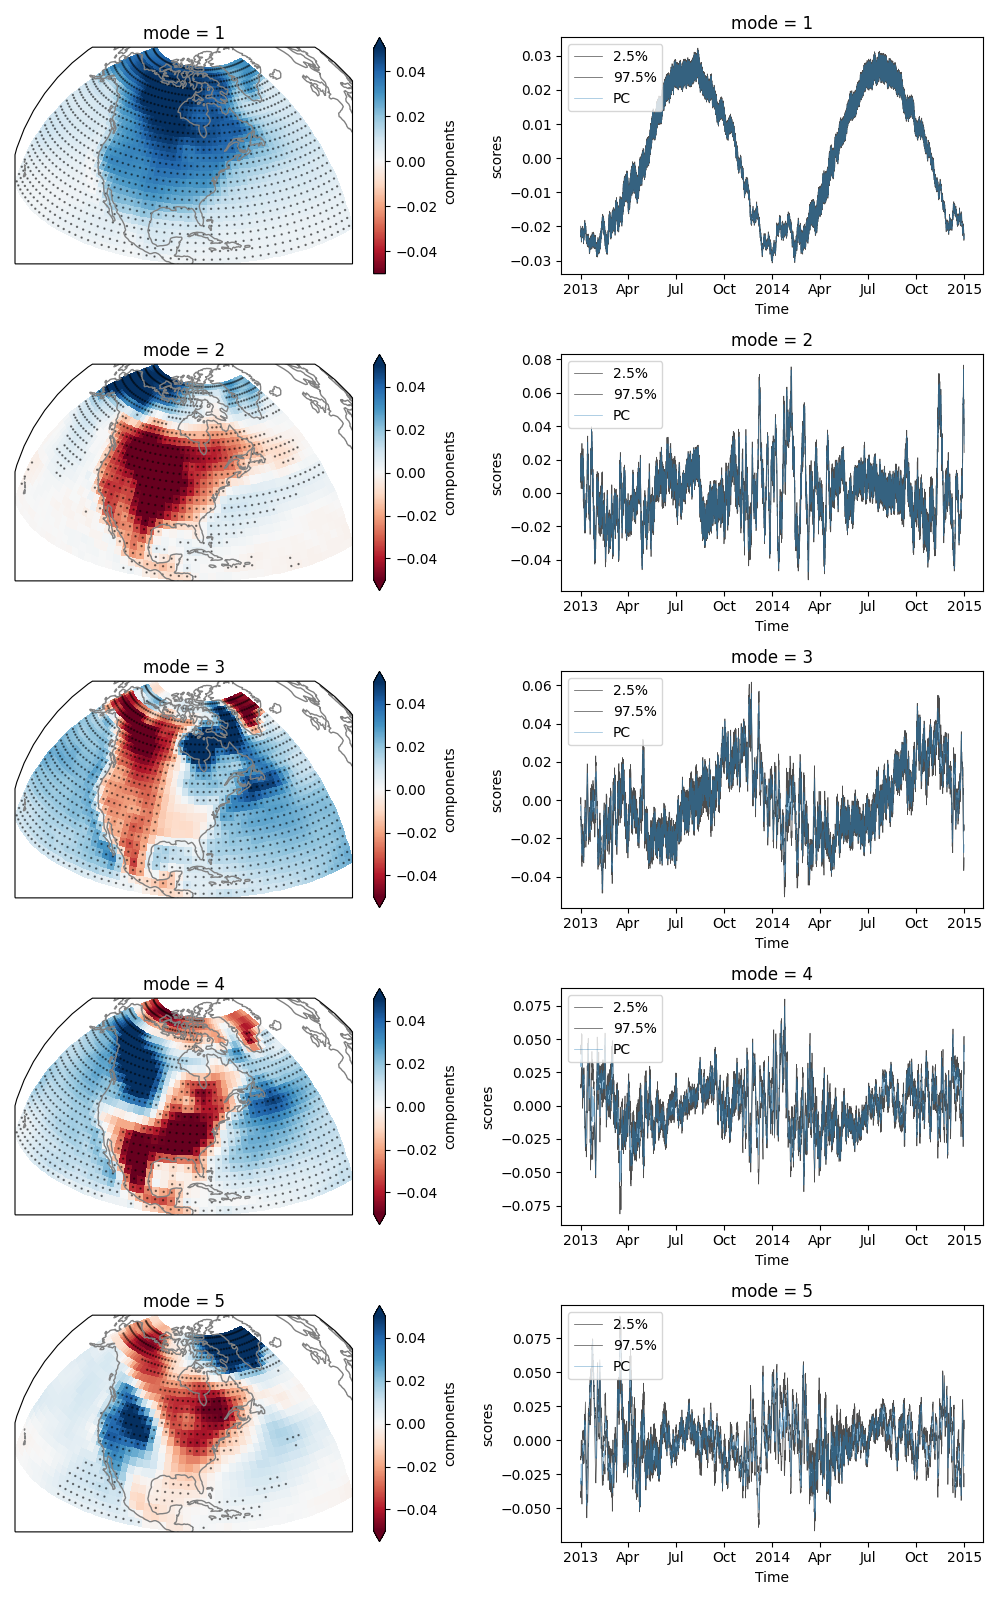 mode = 1
0.04
0.02
0.00
−0.02
−0.04
components
mode = 1
0.03
0.02
0.01
0.00
−0.01
−0.02
−0.03
scores
2.5%
97.5%
PC
2013 Apr Jul Oct 2014 Apr Jul Oct 2015
Time
mode = 2
0.04
0.02
0.00
−0.02
−0.04
components
mode = 2
0.08
0.06
0.04
0.02
0.00
−0.02
−0.04
scores
2.5%
97.5%
PC
2013 Apr Jul Oct 2014 Apr Jul Oct 2015
Time
mode = 3
0.04
0.02
0.00
−0.02
−0.04
components
mode = 3
0.06
0.04
0.02
0.00
−0.02
−0.04
scores
2.5%
97.5%
PC
2013 Apr Jul Oct 2014 Apr Jul Oct 2015
Time
mode = 4
0.04
0.02
0.00
−0.02
−0.04
components
mode = 4
0.075
0.050
0.025
0.000
−0.025
−0.050
−0.075
scores
2.5%
97.5%
PC
2013 Apr Jul Oct 2014 Apr Jul Oct 2015
Time
mode = 5
0.04
0.02
0.00
−0.02
−0.04
components
mode = 5
0.075
0.050
0.025
0.000
−0.025
−0.050
scores
2.5%
97.5%
PC
2013 Apr Jul Oct 2014 Apr Jul Oct 2015
Time